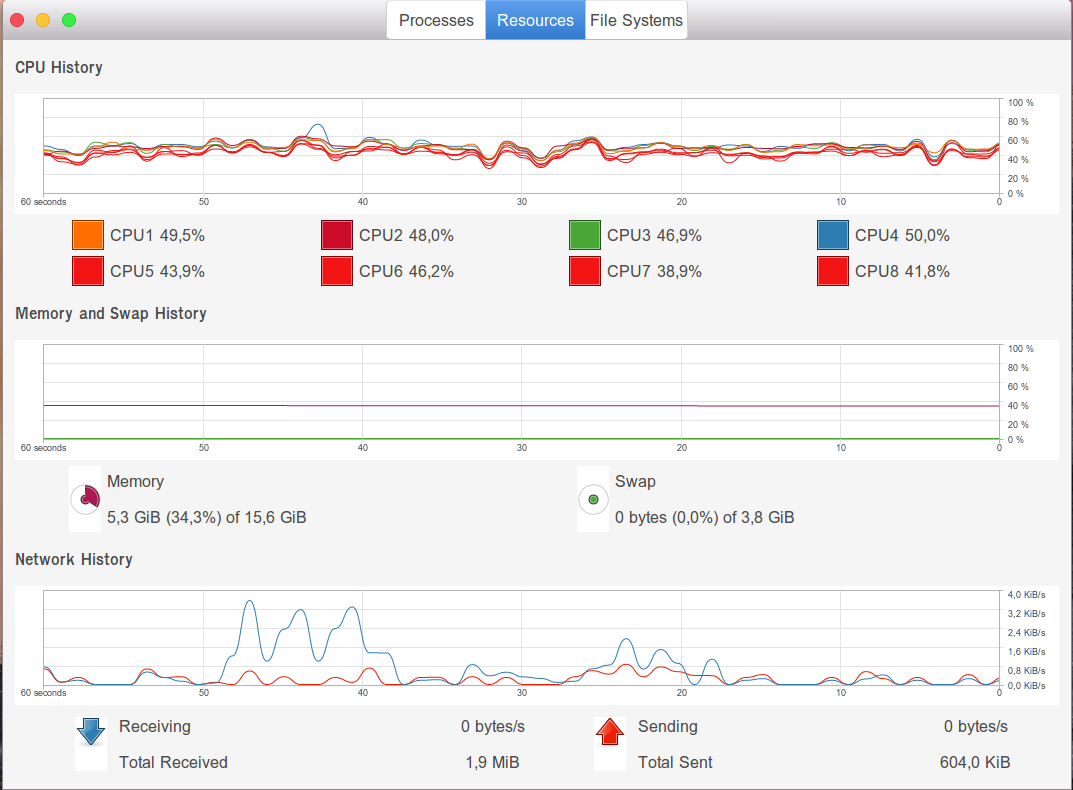 Processes Resources File Systems
CPU History
100 %
80 %
60 %
40 %
20 %
0 %
60 seconds 50 40 30 20 10 0
CPU1 49,5% CPU2 48,0% CPU3 46,9% CPU4 50,0%
CPU5 43,9% CPU6 46,2% CPU7 38,9% CPU8 41,8%
Memory and Swap History
100 %
80 %
60 %
40 %
20 %
0 %
60 seconds 50 40 30 20 10 0
Memory Swap
5,3 GiB (34,3%) of 15,6 GiB 0 bytes (0,0%) of 3,8 GiB
Network History
4,0 KiB/s
3,2 KiB/s
2,4 KiB/s
1,6 KiB/s
0,8 KiB/s
0,0 KiB/s
60 seconds 50 40 30 20 10 0
Receiving 0 bytes/s Sending 0 bytes/s
Total Received 1,9 MiB Total Sent 604,0 KiB